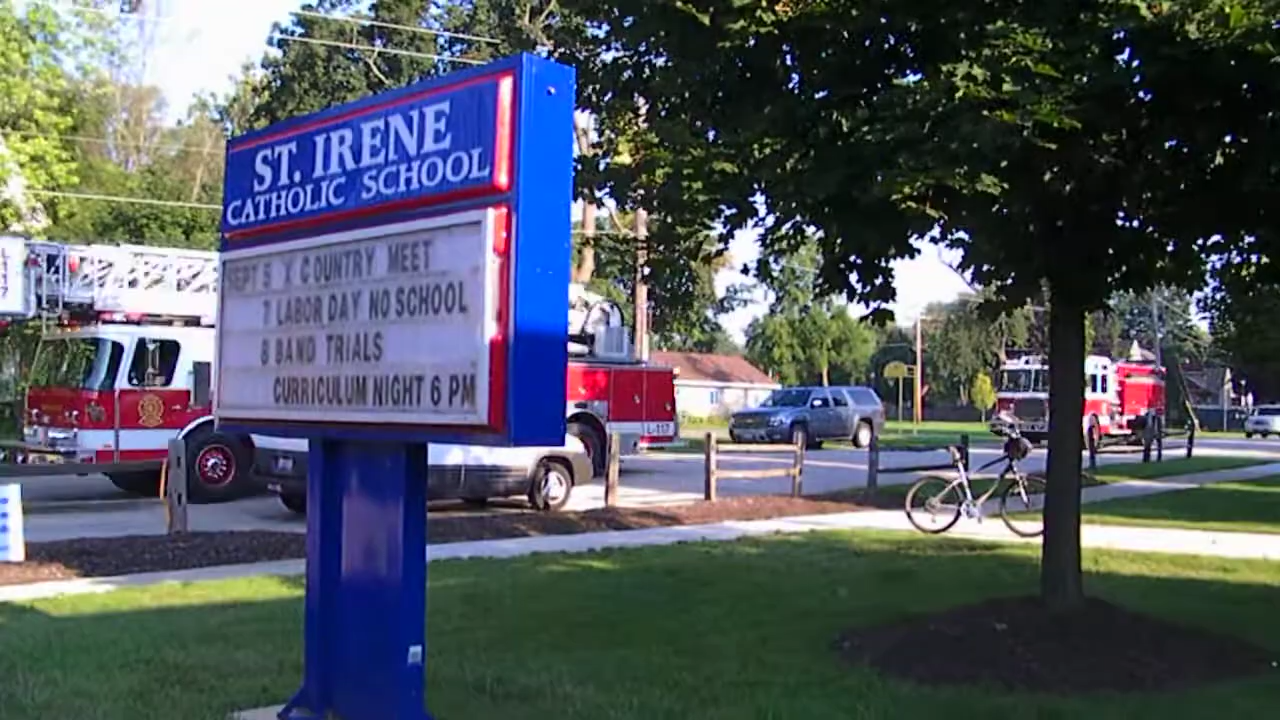 ST. IRENE
CATHOLIC SCHOOL
SEPT 5 X COUNTRY MEET
7 LABOR DAY NO SCHOOL
8 BAND TRIALS
CURRICULUM NIGHT 6 PM
L-117
L117